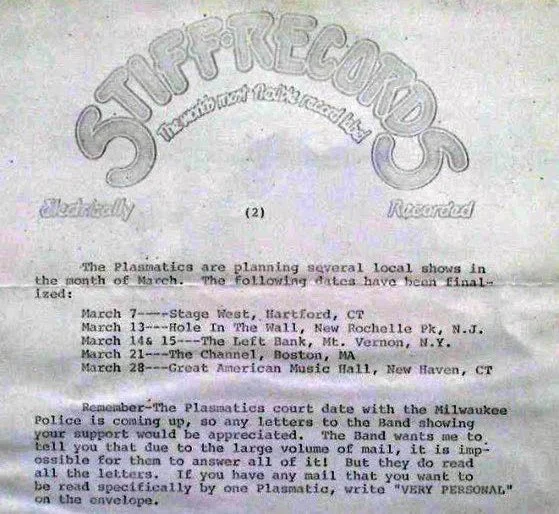 STIFF·RECORDS
The worlds most flexible record label
Electrically
(2)
Recorded
The Plasmatics are planning several local shows in
the month of March. The following dates have been final-
ized:
March 7----Stage West, Hartford, CT
March 13---Hole In The Wall, New Rochelle Pk, N.J.
March 14& 15---The Left Bank, Mt. Vernon, N.Y.
March 21---The Channel, Boston, MA
March 28---Great American Music Hall, New Haven, CT
Remember-The Plasmatics court date with the Milwaukee
Police is coming up, so any letters to the Band showing
your support would be appreciated. The Band wants me to
tell you that due to the large volume of mail, it is imp-
ossible for them to answer all of it! But they do read
all the letters. If you have any mail that you want to
be read specifically by one Plasmatic, write "VERY PERSONAL"
on the envelope.